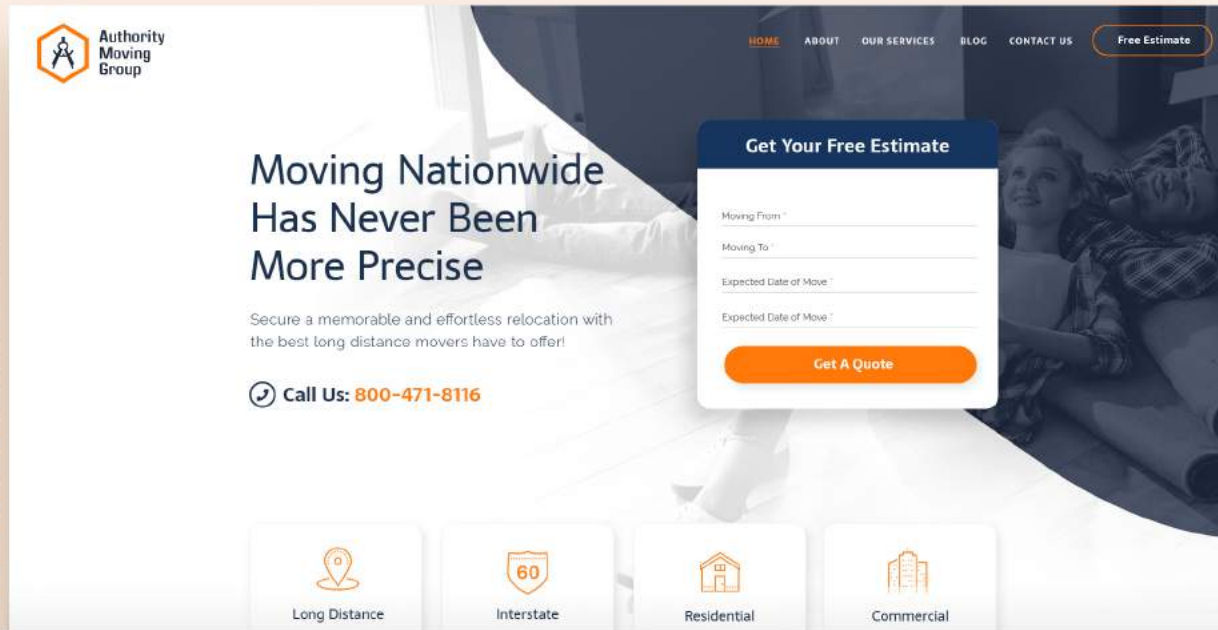 Authority
Moving
Group
HOME ABOUT OUR SERVICES BLOG CONTACT US Free Estimate
Moving Nationwide
Has Never Been
More Precise
Secure a memorable and effortless relocation with
the best long distance movers have to offer!
Call Us: 800-471-8116
Get Your Free Estimate
Moving From *
Moving To *
Expected Date of Move *
Expected Date of Move *
Get A Quote
Long Distance
60
Interstate
Residential
Commercial